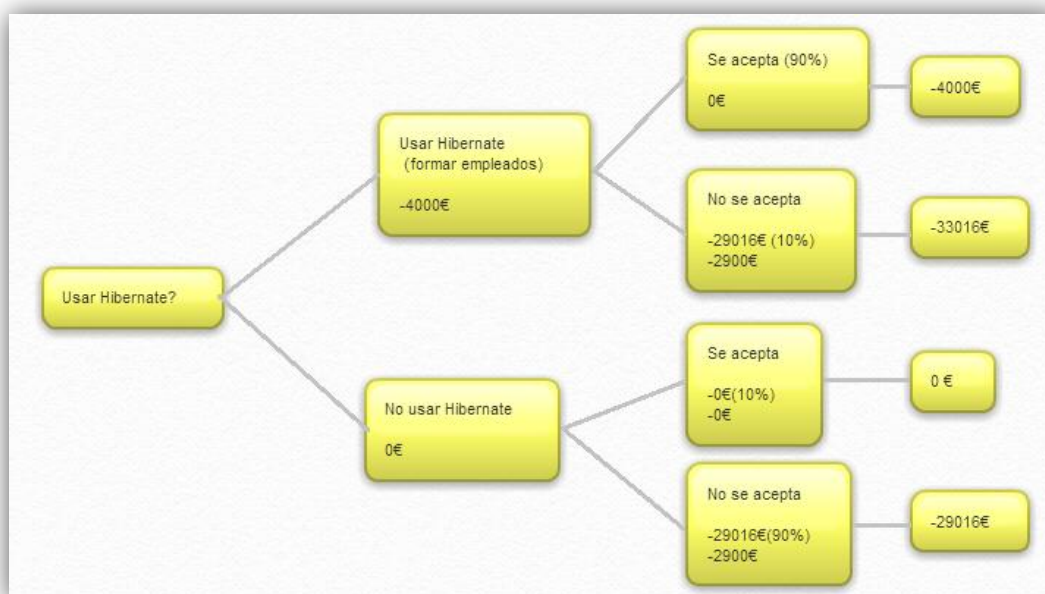 Usar Hibernate?
Usar Hibernate
(formar empleados)
-4000€
Se acepta (90%)
0€
-4000€
No se acepta
-29016€ (10%)
-2900€
-33016€
No usar Hibernate
0€
Se acepta
-0€(10%)
-0€
0 €
No se acepta
-29016€(90%)
-2900€
-29016€